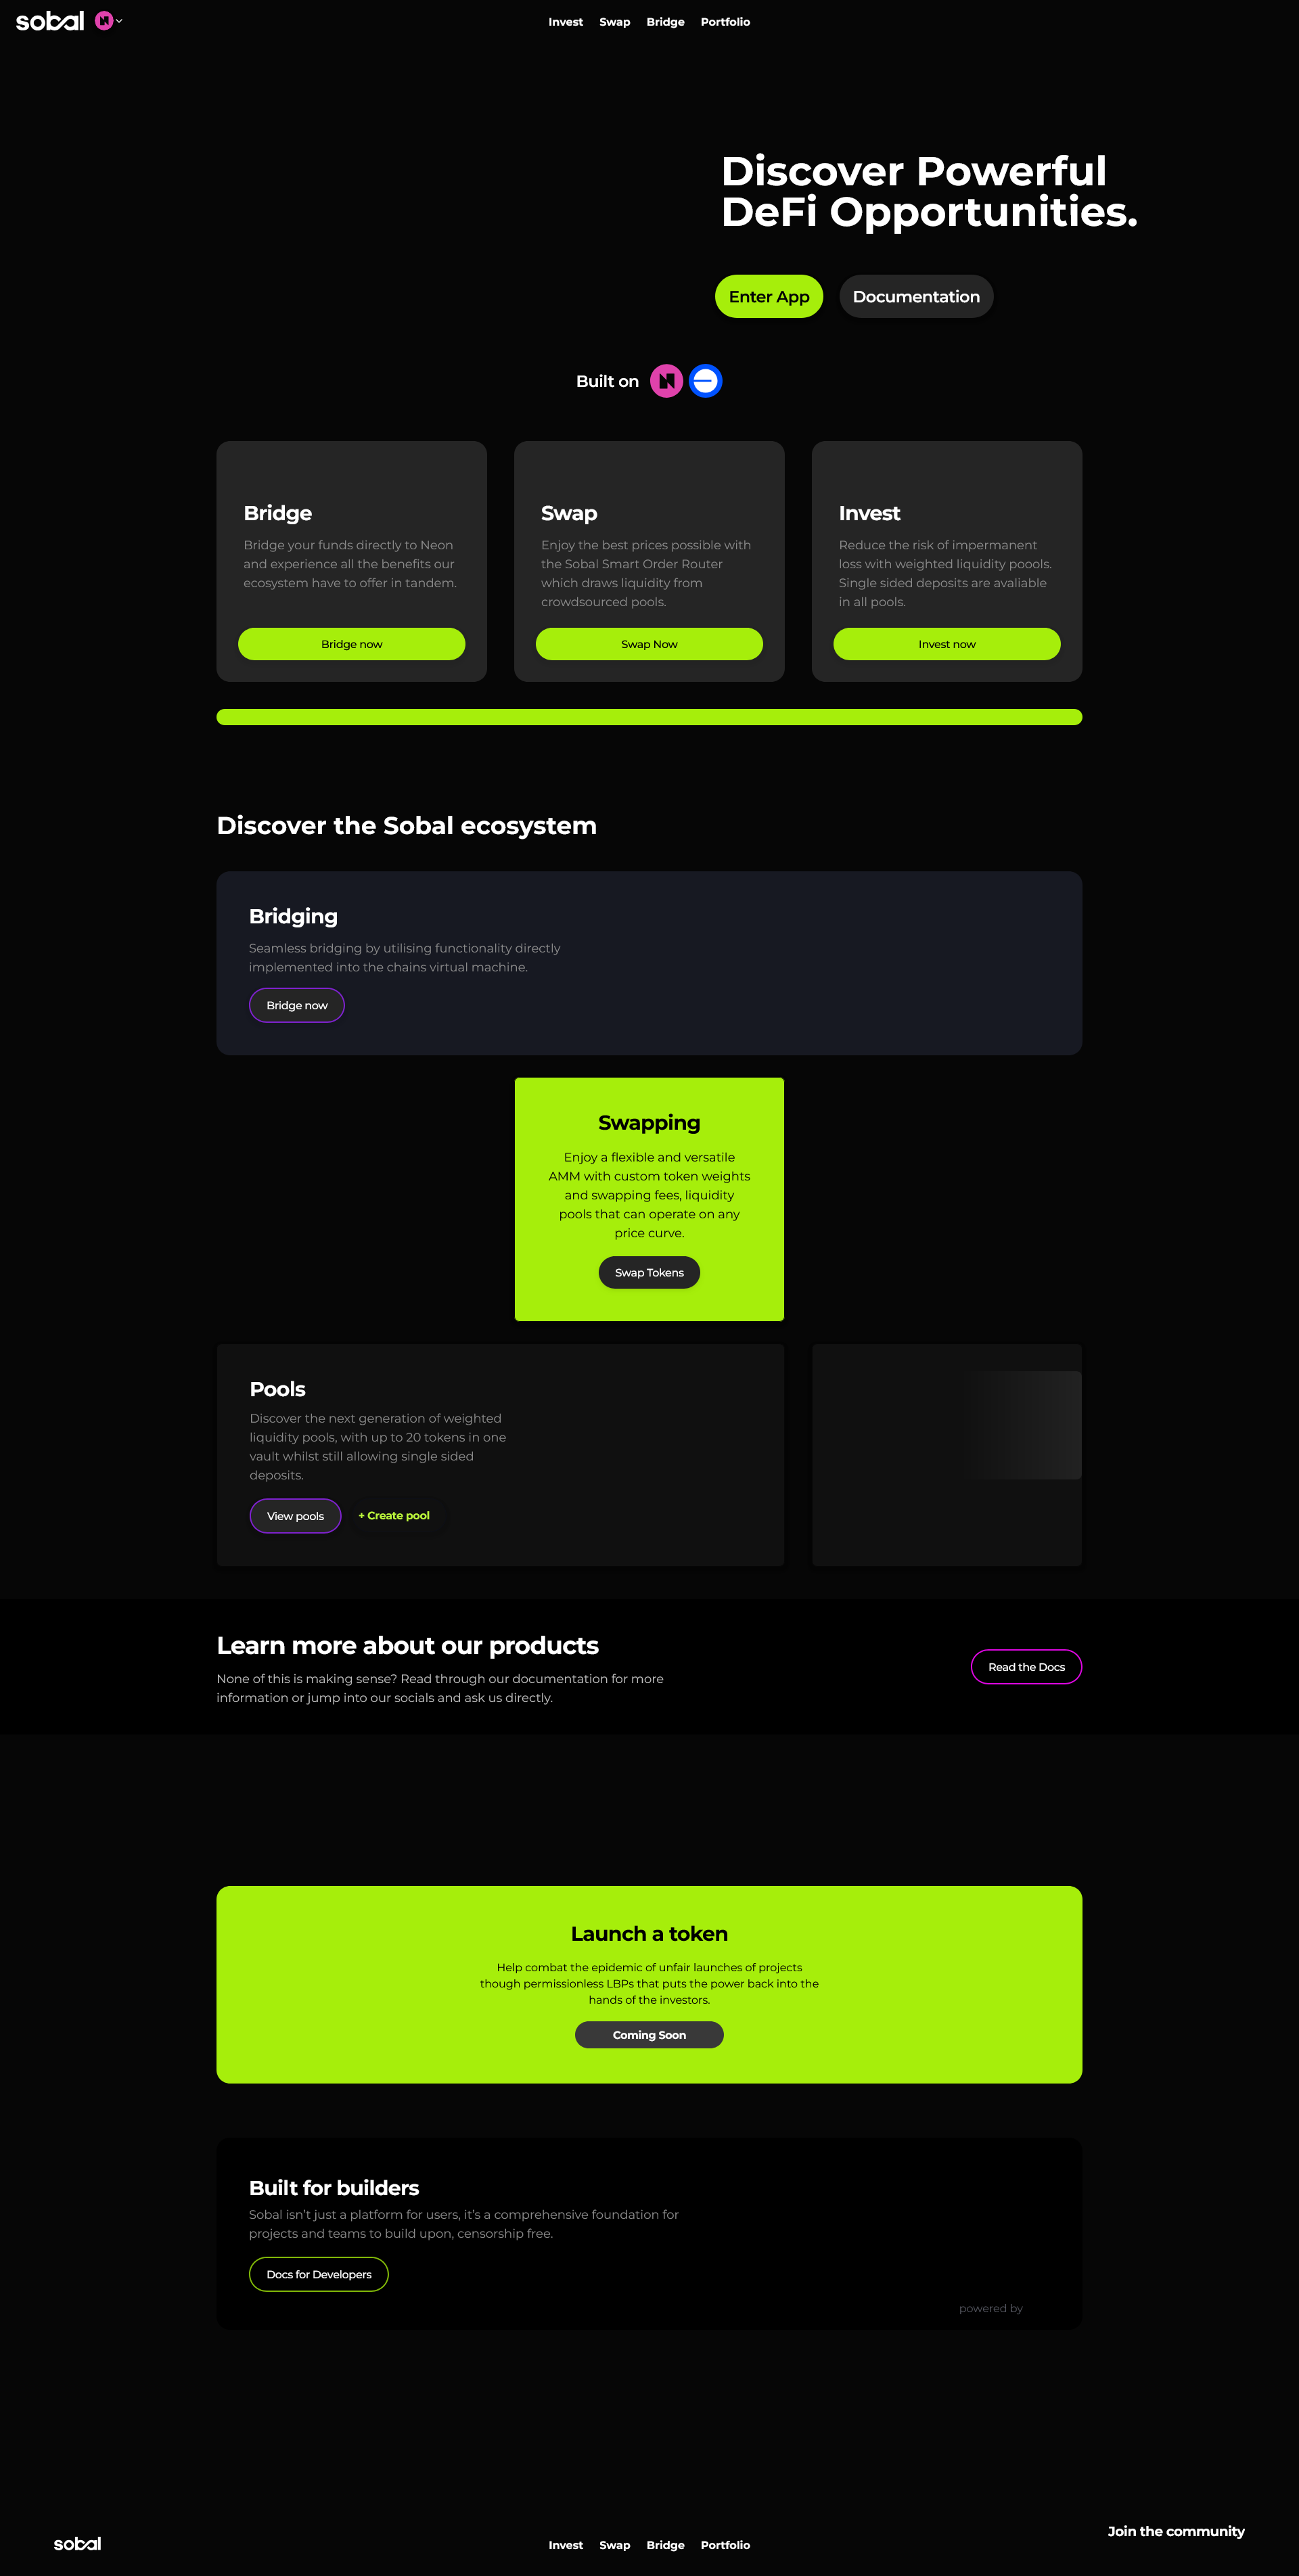 sobal
Invest Swap Bridge Portfolio
Discover Powerful
DeFi Opportunities.
Enter App Documentation
Built on
Bridge
Bridge your funds directly to Neon
and experience all the benefits our
ecosystem have to offer in tandem.
Bridge now
Swap
Enjoy the best prices possible with
the Sobal Smart Order Router
which draws liquidity from
crowdsourced pools.
Swap Now
Invest
Reduce the risk of impermanent
loss with weighted liquidity poools.
Single sided deposits are avaliable
in all pools.
Invest now
Discover the Sobal ecosystem
Bridging
Seamless bridging by utilising functionality directly
implemented into the chains virtual machine.
Bridge now
Swapping
Enjoy a flexible and versatile
AMM with custom token weights
and swapping fees, liquidity
pools that can operate on any
price curve.
Swap Tokens
Pools
Discover the next generation of weighted
liquidity pools, with up to 20 tokens in one
vault whilst still allowing single sided
deposits.
View pools + Create pool
Learn more about our products
None of this is making sense? Read through our documentation for more
information or jump into our socials and ask us directly.
Read the Docs
Launch a token
Help combat the epidemic of unfair launches of projects
though permissionless LBPs that puts the power back into the
hands of the investors.
Coming Soon
Built for builders
Sobal isn’t just a platform for users, it’s a comprehensive foundation for
projects and teams to build upon, censorship free.
Docs for Developers
powered by
sobal
Invest Swap Bridge Portfolio
Join the community